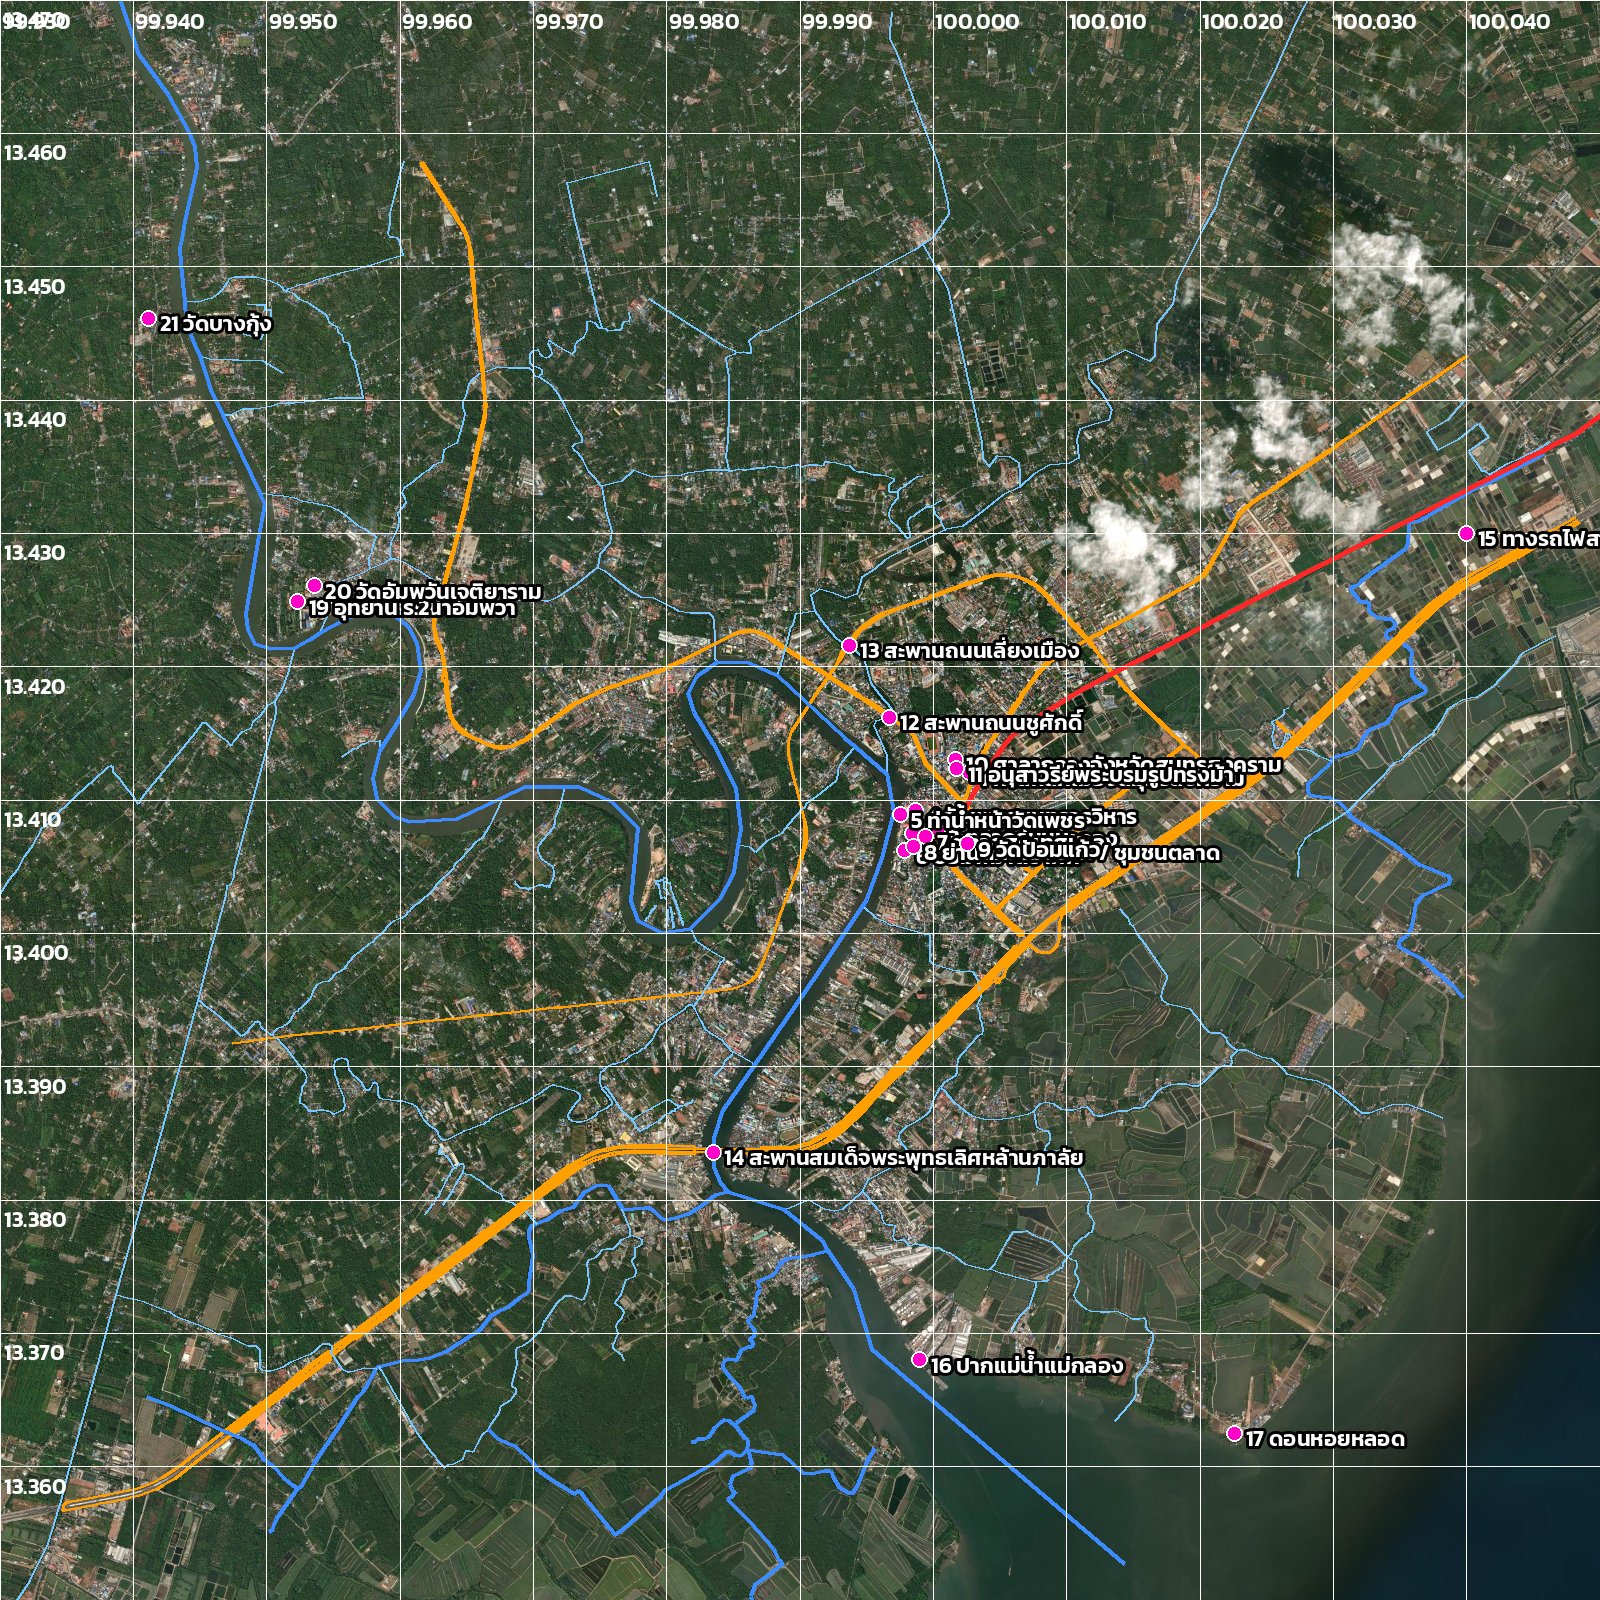 99.940
99.950
99.960
99.970
99.980
99.990
100.000
100.010
100.020
100.030
100.040
13.460
13.450
21 วัดบางกุ้ง
13.440
13.430
15 ทางรถไฟส
20 วัดอัมพวันเจติยาราม
19 อุทยาน ร.2
13.420
13 สะพานถนนเลี่ยงเมือง
12 สะพานถนนชูศักดิ์
11 อนุสาวรีย์พระบรมรูปทรงม้า
13.410
5 ท่าน้ำหน้าวัดเพชร
9 วัดป้อมแก้ว
/ ชุมชนตลาด
13.400
13.390
14 สะพานสมเด็จพระพุทธเลิศหล้านภาลัย
13.380
13.370
16 ปากแม่น้ำแม่กลอง
17 ดอนหอยหลอด
13.360